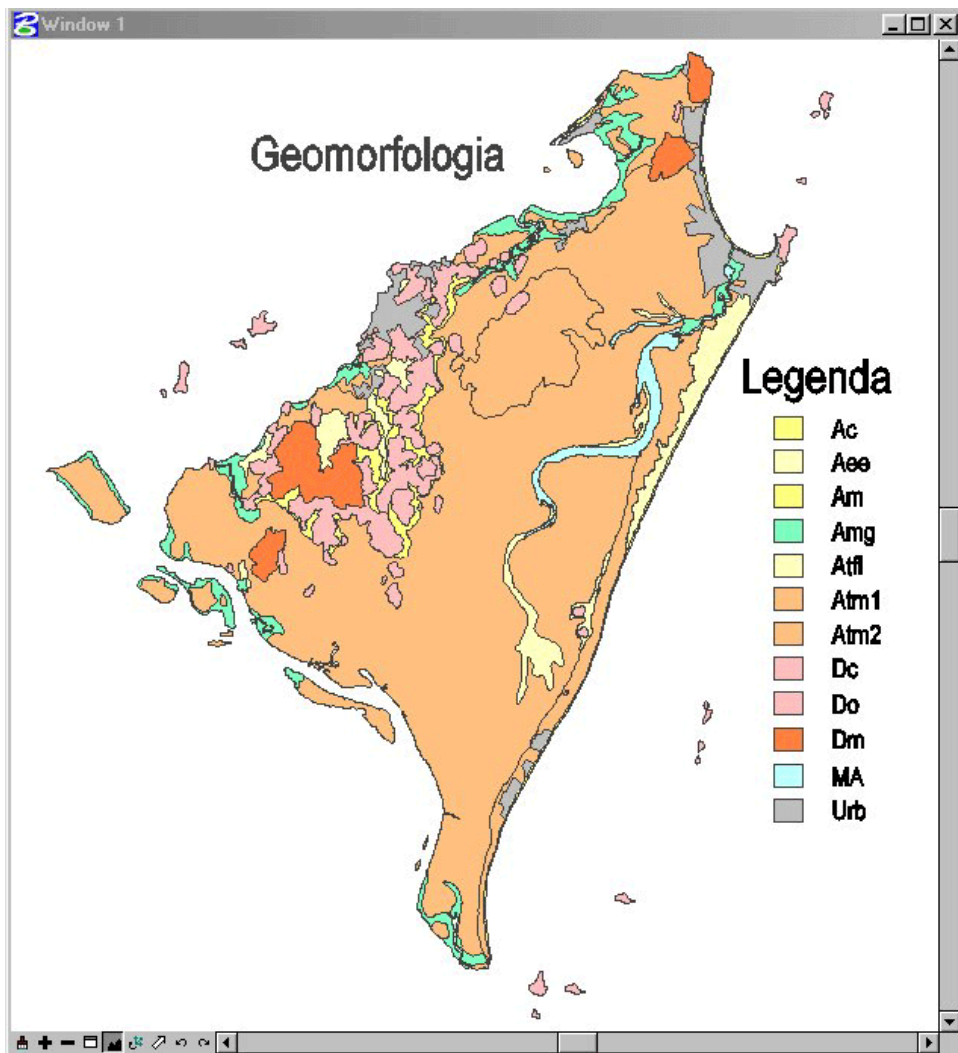 Window 1
Geomorfologia
Legenda
Ac
Aee
Am
Amg
Atfl
Atm1
Atm2
Dc
Do
Dm
MA
Urb